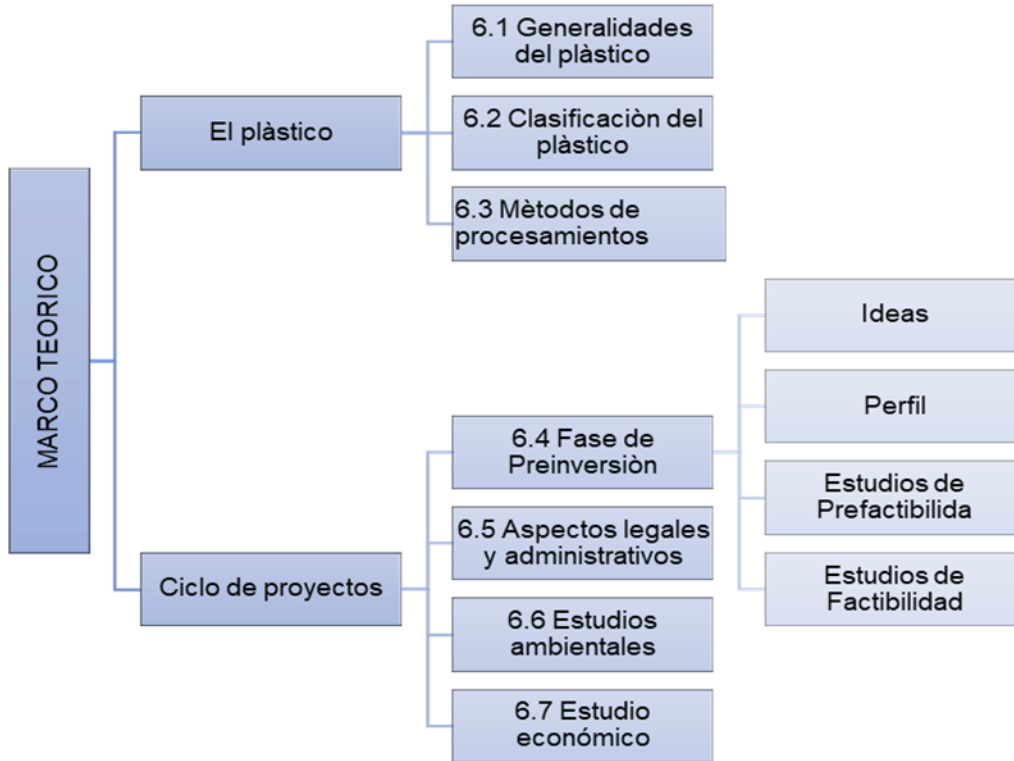 MARCO TEORICO
El plàstico
6.1 Generalidades
del plàstico
6.2 Clasificaciòn del
plàstico
6.3 Mètodos de
procesamientos
Ciclo de proyectos
6.4 Fase de
Preinversiòn
Ideas
Perfil
Estudios de
Prefactibilida
Estudios de
Factibilidad
6.5 Aspectos legales
y administrativos
6.6 Estudios
ambientales
6.7 Estudio
económico